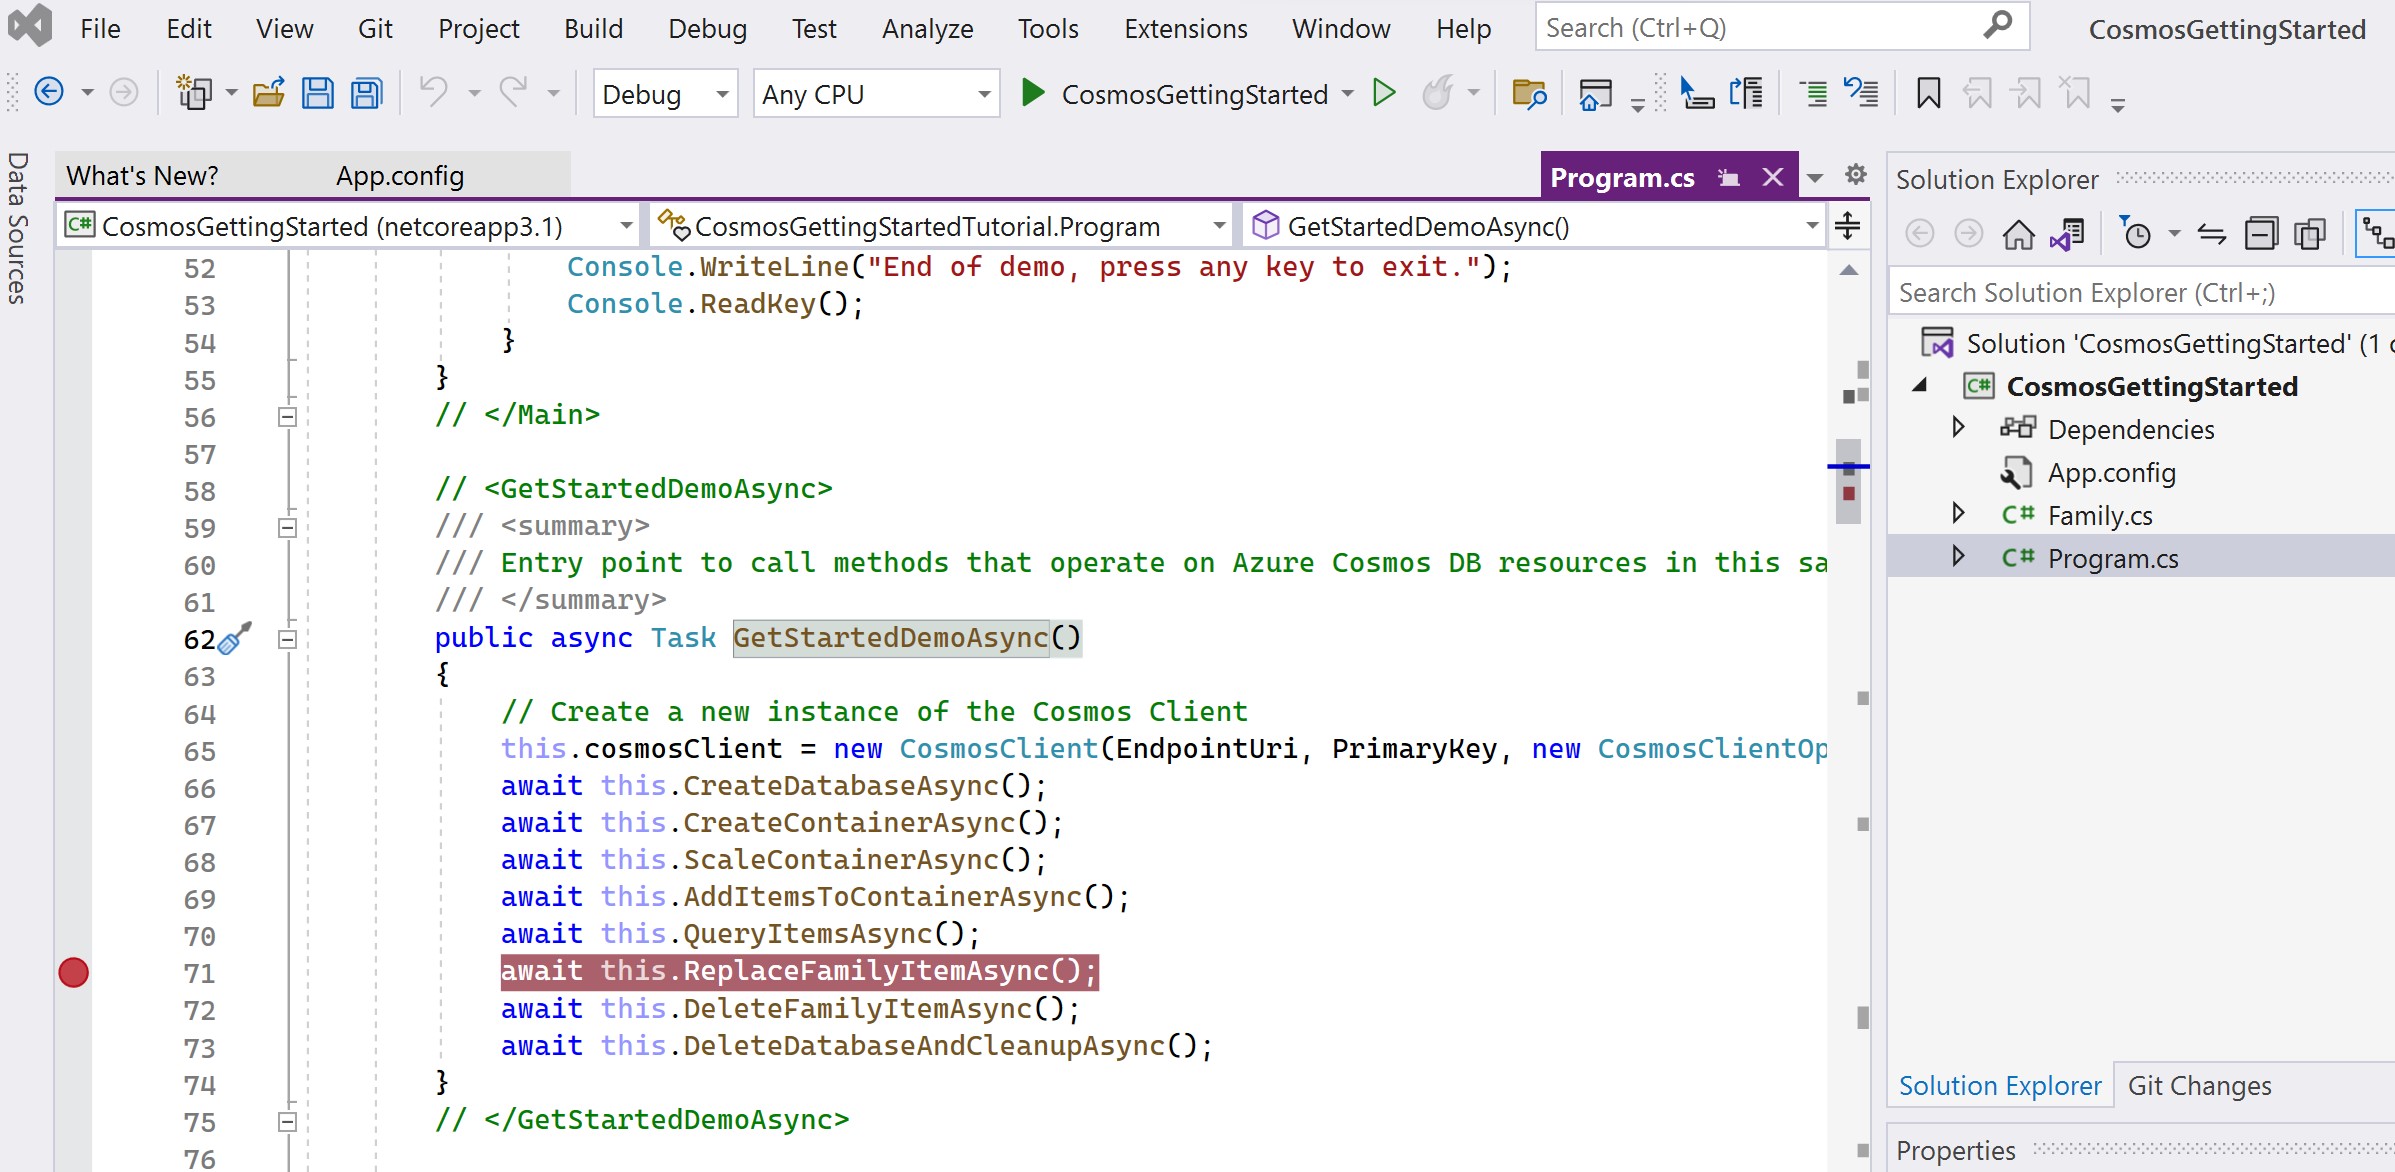 File Edit View Git Project Build Debug Test Analyze Tools Extensions Window Help Search (Ctrl+Q) CosmosGettingStarted
Debug Any CPU CosmosGettingStarted
Data Sources
What's New? App.config Program.cs
CosmosGettingStarted (netcoreapp3.1) CosmosGettingStartedTutorial.Program GetStartedDemoAsync()
52 Console.WriteLine("End of demo, press any key to exit.");
53 Console.ReadKey();
54 }
55 }
56 // </Main>
57
58 // <GetStartedDemoAsync>
59 /// <summary>
60 /// Entry point to call methods that operate on Azure Cosmos DB resources in this sa
61 /// </summary>
62 public async Task GetStartedDemoAsync()
63 {
64 // Create a new instance of the Cosmos Client
65 this.cosmosClient = new CosmosClient(EndpointUri, PrimaryKey, new CosmosClientOp
66 await this.CreateDatabaseAsync();
67 await this.CreateContainerAsync();
68 await this.ScaleContainerAsync();
69 await this.AddItemsToContainerAsync();
70 await this.QueryItemsAsync();
71 await this.ReplaceFamilyItemAsync();
72 await this.DeleteFamilyItemAsync();
73 await this.DeleteDatabaseAndCleanupAsync();
74 }
75 // </GetStartedDemoAsync>
76
Solution Explorer
Search Solution Explorer (Ctrl+;)
Solution 'CosmosGettingStarted' (1 
C# CosmosGettingStarted
Dependencies
App.config
C# Family.cs
C# Program.cs
Solution Explorer Git Changes
Properties